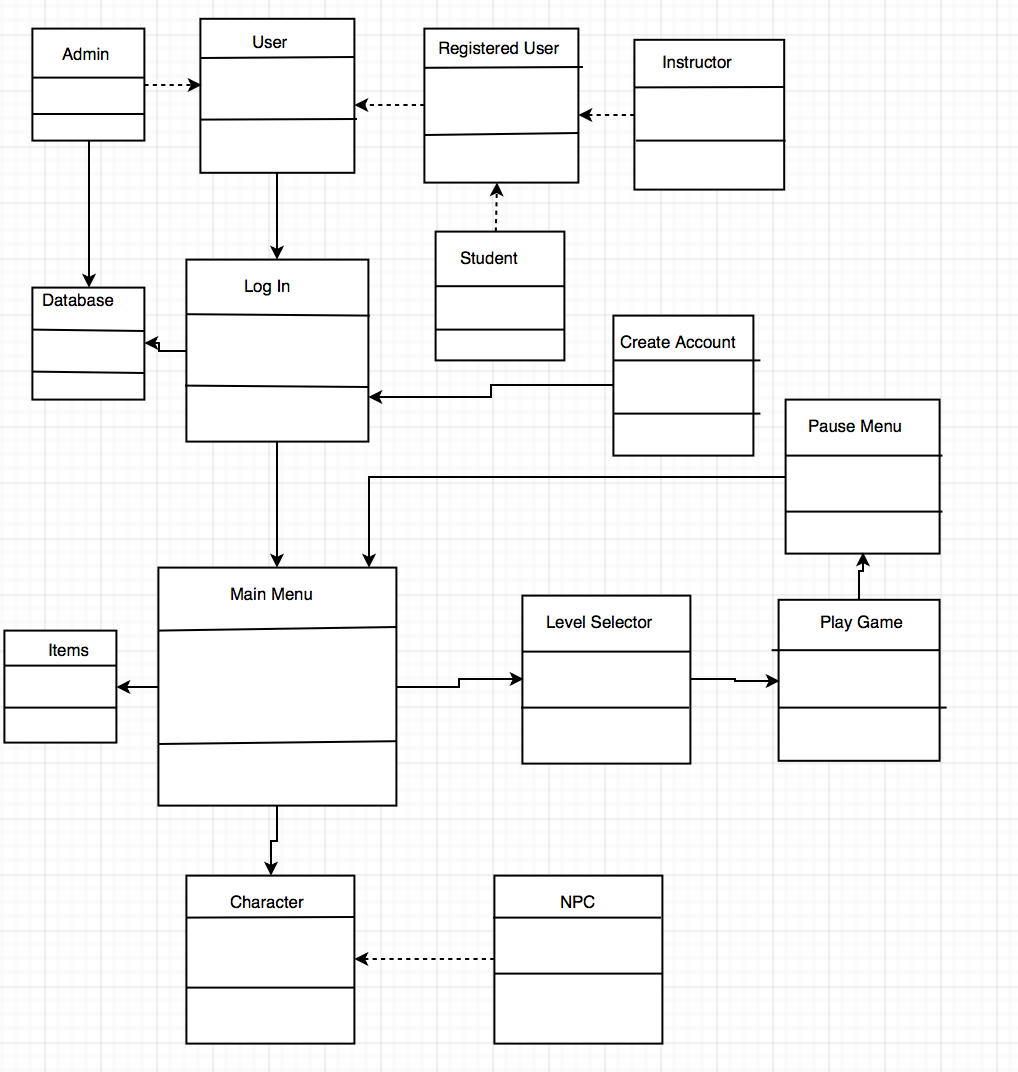 Admin
User
Registered User
Instructor
Student
Log In
Database
Create Account
Pause Menu
Main Menu
Level Selector
Play Game
Items
Character
NPC